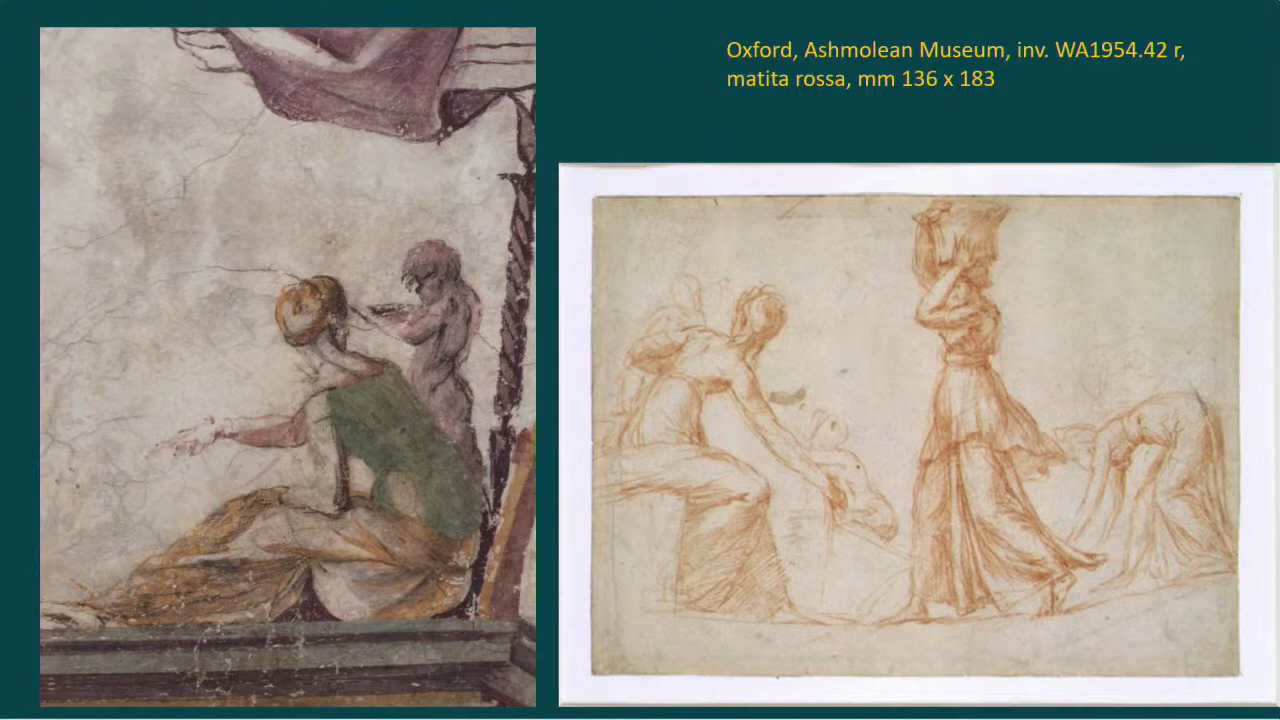 Oxford, Ashmolean Museum, inv. WA1954.42 r,
matita rossa, mm 136 x 183